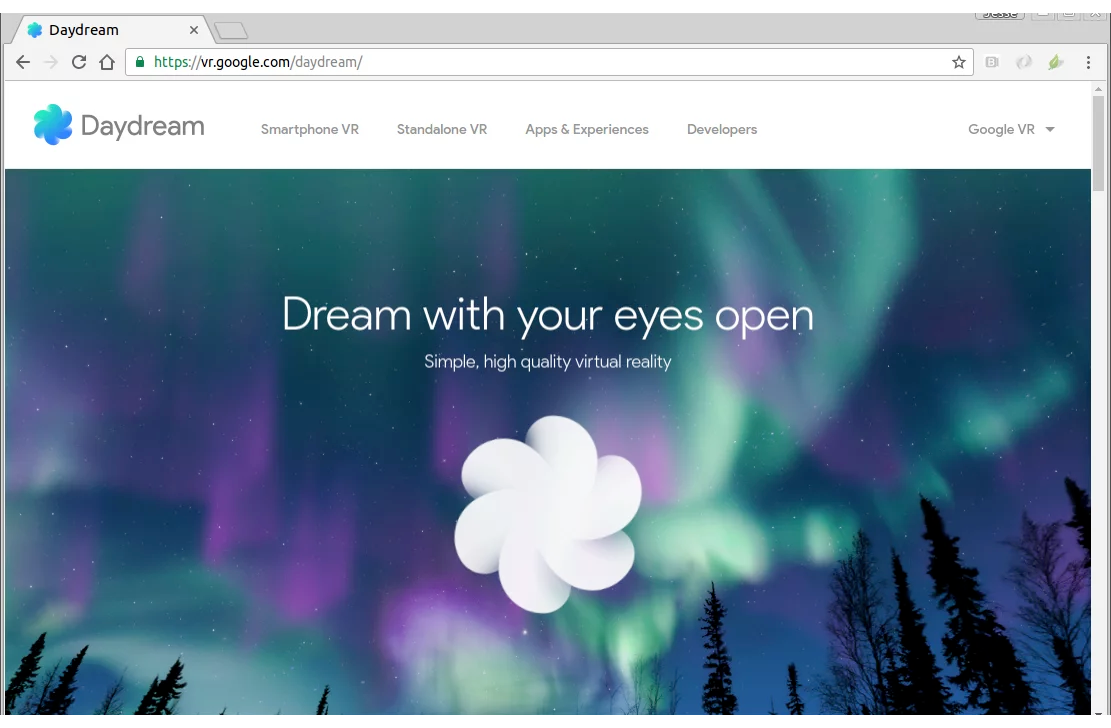 Jesse
Daydream
https://vr.google.com/daydream/
Daydream
Smartphone VR
Standalone VR
Apps & Experiences
Developers
Google VR
Dream with your eyes open
Simple, high quality virtual reality